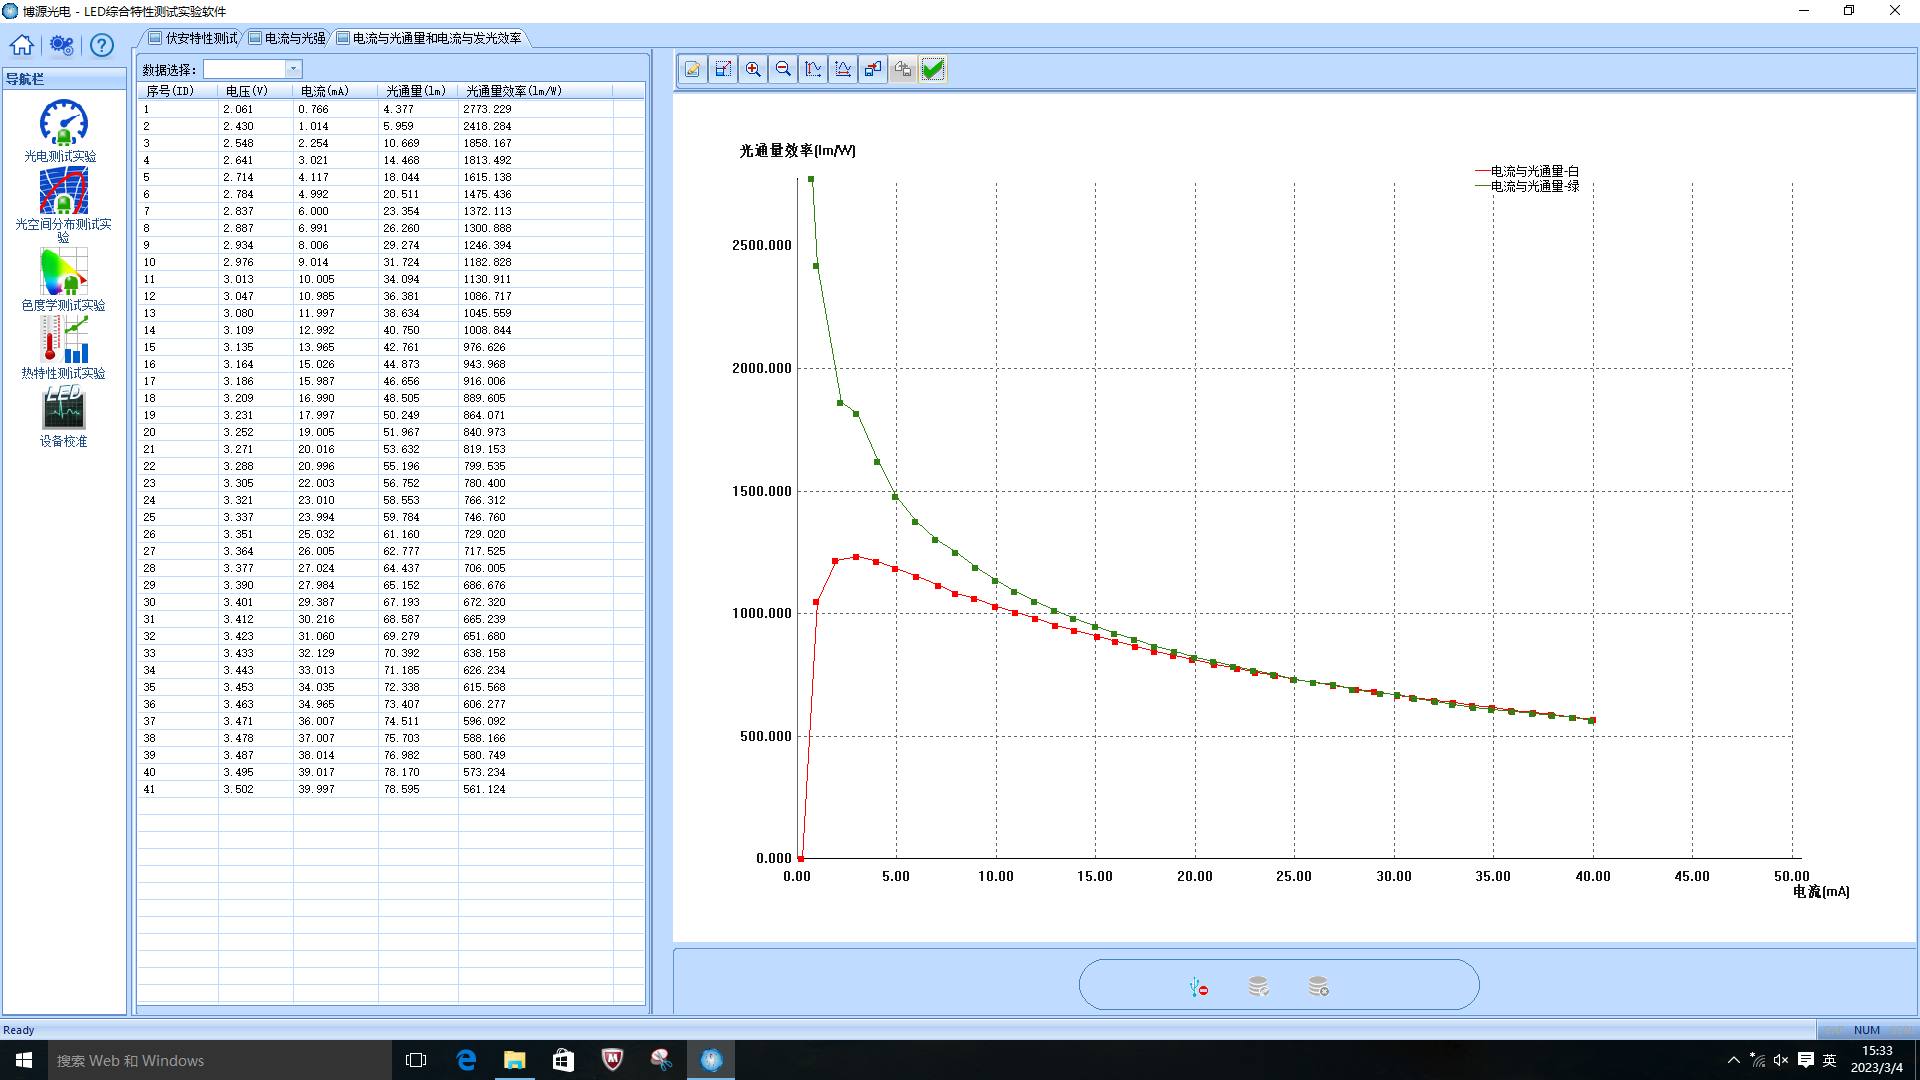 博源光电 - LED综合特性测试实验软件
伏安特性测试
电流与光强
电流与光通量和电流与发光效率
导航栏
光电测试实验
光空间分布测试实
验
色度学测试实验
热特性测试实验
LED
设备校准
数据选择:
序号(ID) 电压(V) 电流(mA) 光通量(lm) 光通量效率(lm/W)
1 2.061 0.766 4.377 2773.229
2 2.430 1.014 5.959 2418.284
3 2.548 2.254 10.669 1858.167
4 2.641 3.021 14.468 1813.492
5 2.714 4.117 18.044 1615.138
6 2.784 4.992 20.511 1475.436
7 2.837 6.000 23.354 1372.113
8 2.887 6.991 26.260 1300.888
9 2.934 8.006 29.274 1246.394
10 2.976 9.014 31.724 1182.828
11 3.013 10.005 34.094 1130.911
12 3.047 10.985 36.381 1086.717
13 3.080 11.997 38.634 1045.559
14 3.109 12.992 40.750 1008.844
15 3.135 13.965 42.761 976.626
16 3.164 15.026 44.873 943.968
17 3.186 15.987 46.656 916.006
18 3.209 16.990 48.505 889.605
19 3.231 17.997 50.249 864.071
20 3.252 19.005 51.967 840.973
21 3.271 20.016 53.632 819.153
22 3.288 20.996 55.196 799.535
23 3.305 22.003 56.752 780.400
24 3.321 23.010 58.553 766.312
25 3.337 23.994 59.784 746.760
26 3.351 25.032 61.160 729.020
27 3.364 26.005 62.777 717.525
28 3.377 27.024 64.437 706.005
29 3.390 27.984 65.152 686.676
30 3.401 29.387 67.193 672.320
31 3.412 30.216 68.587 665.239
32 3.423 31.060 69.279 651.680
33 3.433 32.129 70.392 638.158
34 3.443 33.013 71.185 626.234
35 3.453 34.035 72.338 615.568
36 3.463 34.965 73.407 606.277
37 3.471 36.007 74.511 596.092
38 3.478 37.007 75.703 588.166
39 3.487 38.014 76.982 580.749
40 3.495 39.017 78.170 573.234
41 3.502 39.997 78.595 561.124
光通量效率(lm/W)
电流与光通量-白
电流与光通量-绿
2500.000
2000.000
1500.000
1000.000
500.000
0.000
0.00 5.00 10.00 15.00 20.00 25.00 30.00 35.00 40.00 45.00 50.00
电流(mA)
Ready
NUM
搜索 Web 和 Windows
英
15:33
2023/3/4